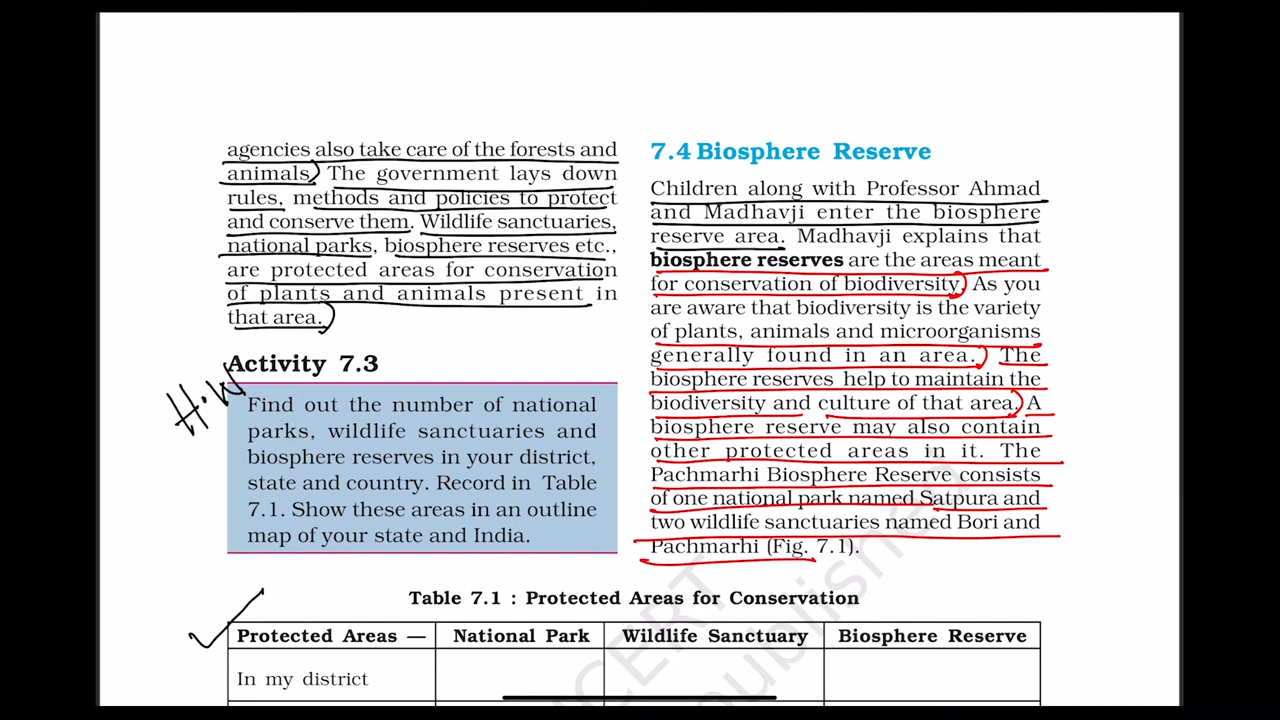 agencies also take care of the forests and
animals. The government lays down
rules, methods and policies to protect
and conserve them. Wildlife sanctuaries,
national parks, biosphere reserves etc.,
are protected areas for conservation
of plants and animals present in
that area.
Activity 7.3
H.W
Find out the number of national
parks, wildlife sanctuaries and
biosphere reserves in your district,
state and country. Record in Table
7.1. Show these areas in an outline
map of your state and India.
7.4 Biosphere Reserve
Children along with Professor Ahmad
and Madhavji enter the biosphere
reserve area. Madhavji explains that
biosphere reserves are the areas meant
for conservation of biodiversity. As you
are aware that biodiversity is the variety
of plants, animals and microorganisms
generally found in an area. The
biosphere reserves help to maintain the
biodiversity and culture of that area. A
biosphere reserve may also contain
other protected areas in it. The
Pachmarhi Biosphere Reserve consists
of one national park named Satpura and
two wildlife sanctuaries named Bori and
Pachmarhi (Fig. 7.1).
Table 7.1 : Protected Areas for Conservation
Protected Areas — National Park Wildlife Sanctuary Biosphere Reserve
In my district
NCERT